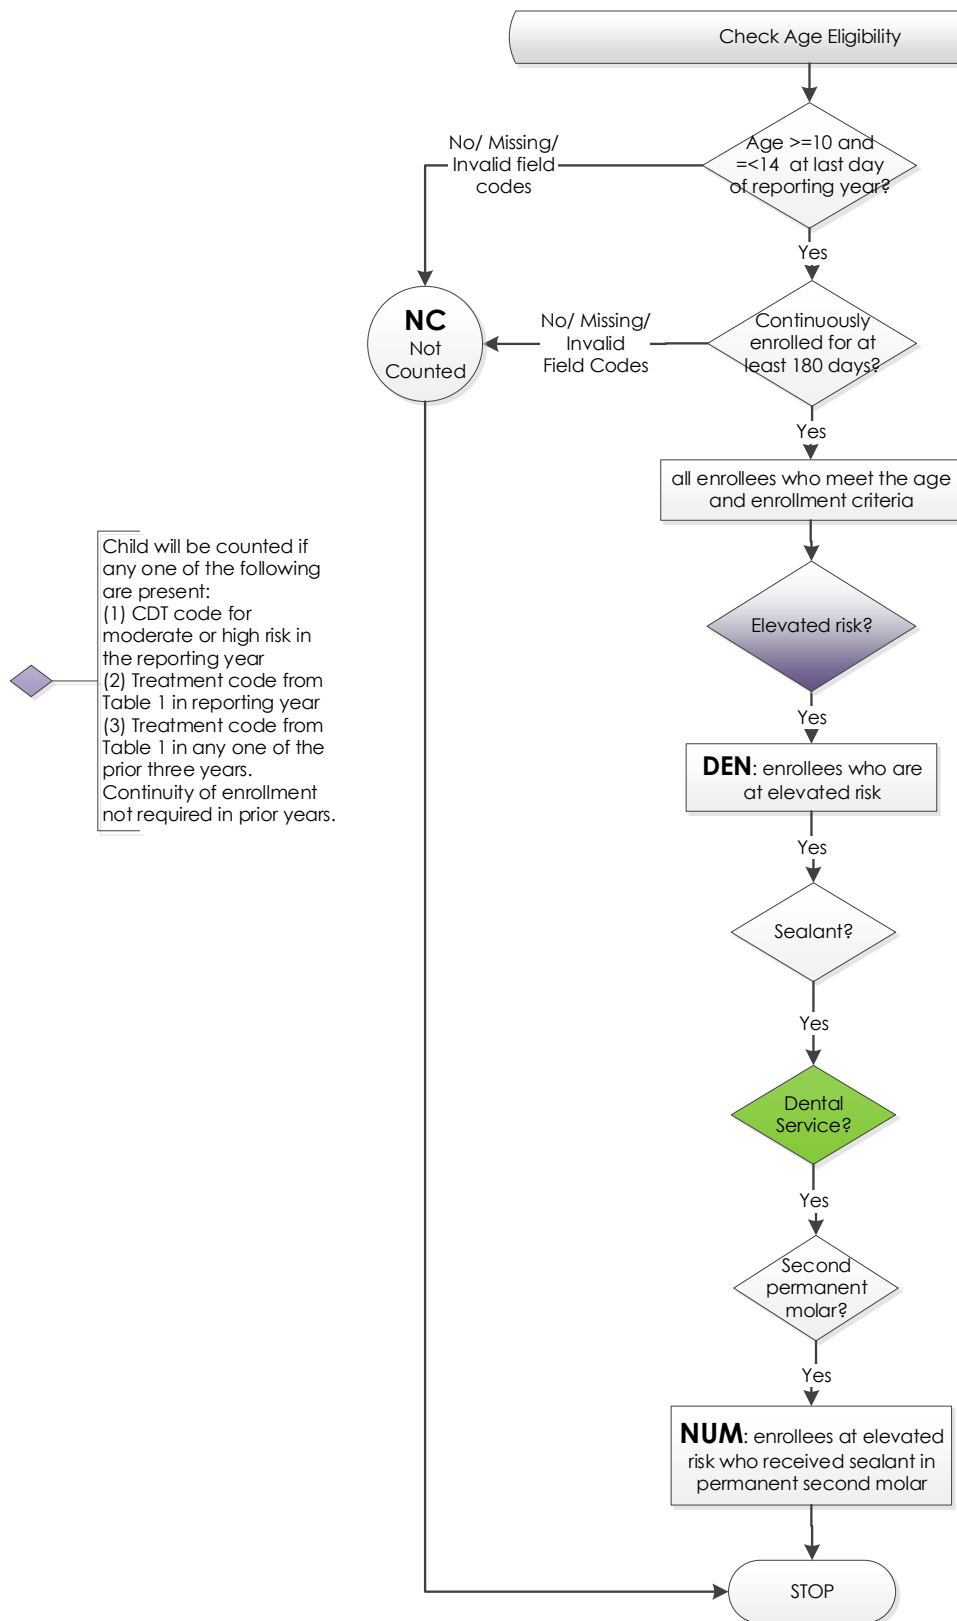 Check Age Eligibility
No/ Missing/
Invalid field
codes
Age >=10 and
=<14 at last day
of reporting year?
Yes
NC
Not
Counted
No/ Missing/
Invalid
Field Codes
Continuously
enrolled for at
least 180 days?
Yes
all enrollees who meet the age
and enrollment criteria
Child will be counted if
any one of the following
are present:
(1) CDT code for
moderate or high risk in
the reporting year
(2) Treatment code from
Table 1 in reporting year
(3) Treatment code from
Table 1 in any one of the
prior three years.
Continuity of enrollment
not required in prior years.
Elevated risk?
Yes
DEN: enrollees who are
at elevated risk
Yes
Sealant?
Yes
Dental
Service?
Yes
Second
permanent
molar?
Yes
NUM: enrollees at elevated
risk who received sealant in
permanent second molar
STOP